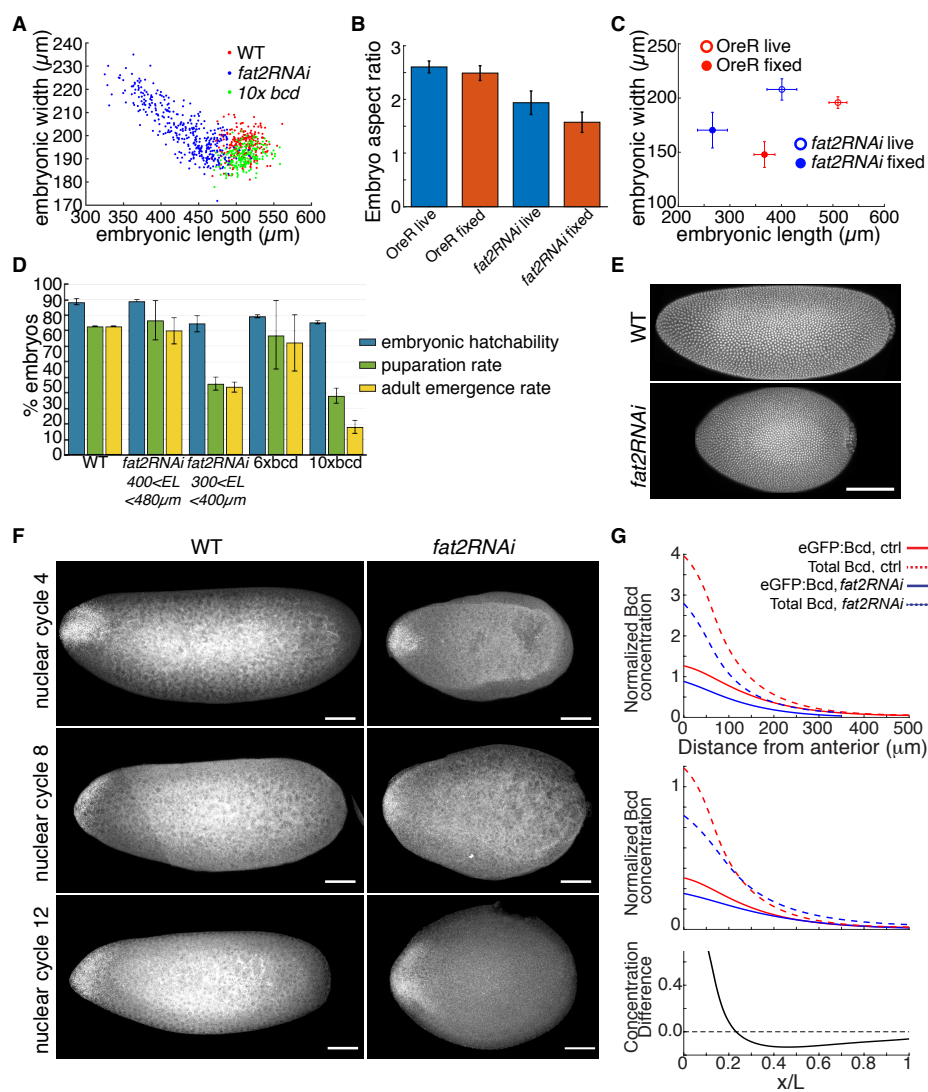 A
embryonic width (µm)
240
230
220
210
200
190
180
170
300
350
400
450
500
550
600
embryonic length (µm)
WT
fat2RNAi
10x bcd
B
Embryo aspect ratio
3
2
1
0
OreR live
OreR fixed
fat2RNAi live
fat2RNAi fixed
C
embryonic width (µm)
250
200
150
100
200
300
400
500
600
embryonic length (µm)
OreR live
OreR fixed
fat2RNAi live
fat2RNAi fixed
D
% embryos
100
90
80
70
60
50
40
30
20
10
0
WT
fat2RNAi
400<EL
<480µm
fat2RNAi
300<EL
<400µm
6xbcd
10xbcd
embryonic hatchability
puparation rate
adult emergence rate
E
WT
fat2RNAi
F
WT
fat2RNAi
nuclear cycle 4
nuclear cycle 8
nuclear cycle 12
G
eGFP:Bcd, ctrl
Total Bcd, ctrl
eGFP:Bcd, fat2RNAi
Total Bcd, fat2RNAi
Normalized Bcd
concentration
4
3
2
1
0
0
100
200
300
400
500
Distance from anterior (µm)
Normalized Bcd
concentration
1
0
Concentration
Difference
0.4
0.0
0
0.2
0.4
0.6
0.8
1
x/L